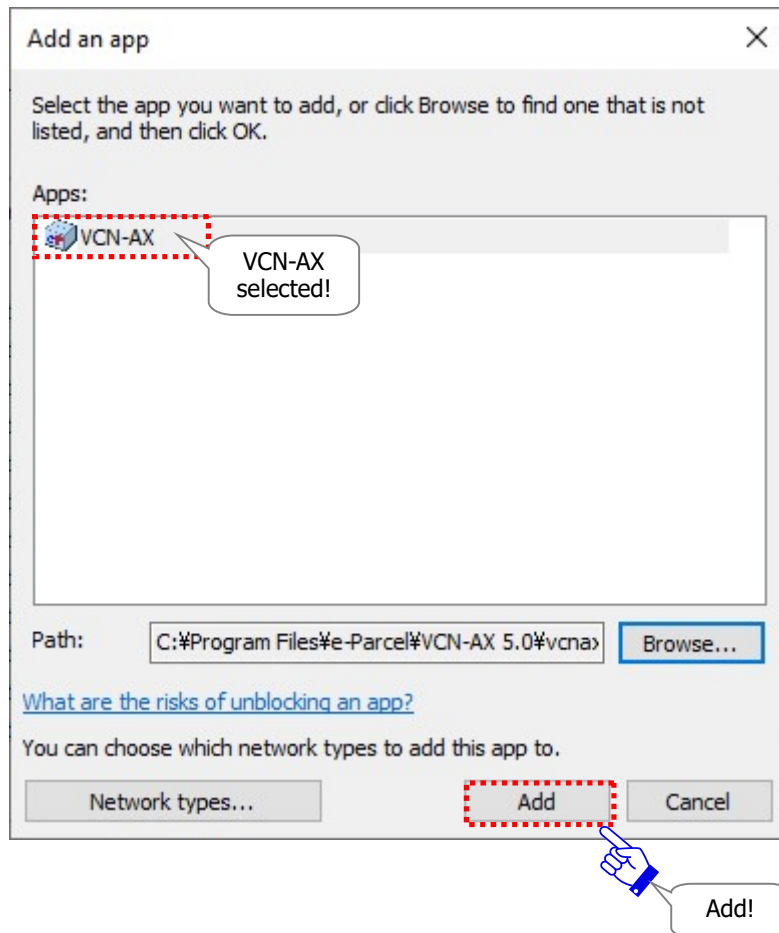 Add an app
Select the app you want to add, or click Browse to find one that is not
listed, and then click OK.
Apps:
VCN-AX
VCN-AX
selected!
Path:
C:¥Program Files¥e-Parcel¥VCN-AX 5.0¥vcnax
Browse...
What are the risks of unblocking an app?
You can choose which network types to add this app to.
Network types...
Add
Cancel
Add!